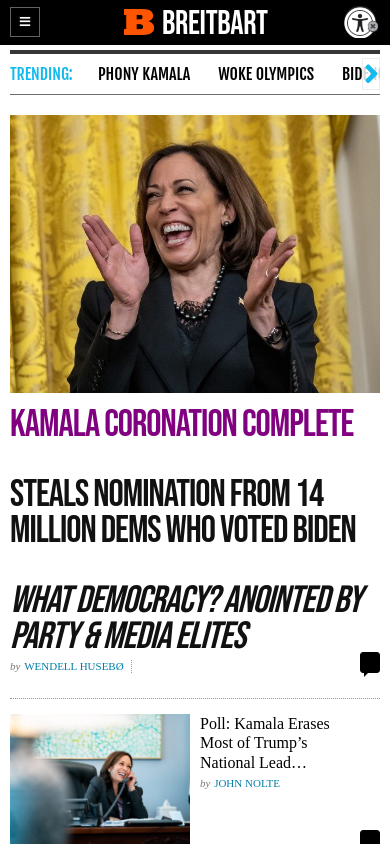 BREITBART
TRENDING:
PHONY KAMALA
WOKE OLYMPICS
BID
KAMALA CORONATION COMPLETE
STEALS NOMINATION FROM 14
MILLION DEMS WHO VOTED BIDEN
WHAT DEMOCRACY? ANOINTED BY
PARTY & MEDIA ELITES
by WENDELL HUSEBØ
Poll: Kamala Erases
Most of Trump’s
National Lead…
by JOHN NOLTE